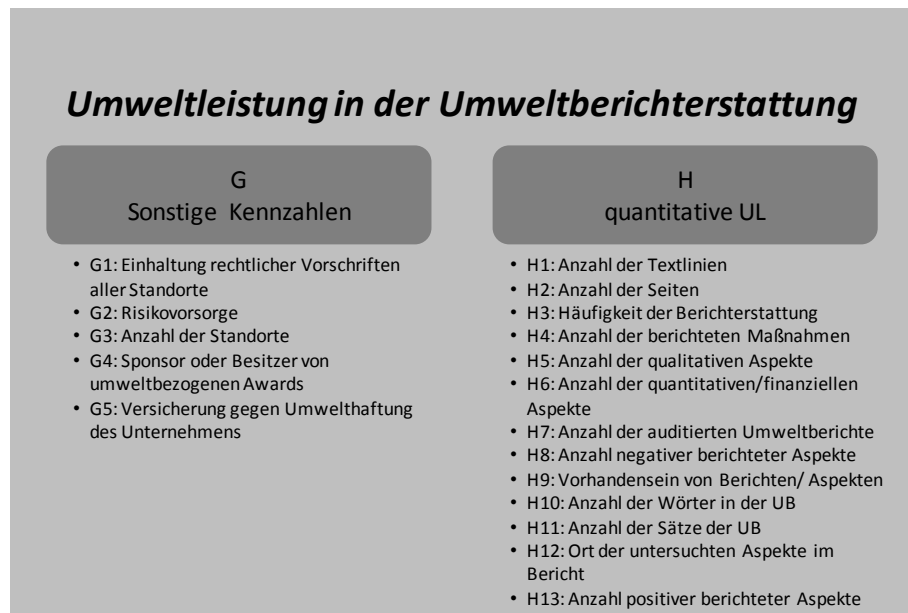 Umweltleistung in der Umweltberichterstattung
G
Sonstige Kennzahlen
• G1: Einhaltung rechtlicher Vorschriften
aller Standorte
• G2: Risikovorsorge
• G3: Anzahl der Standorte
• G4: Sponsor oder Besitzer von
umweltbezogenen Awards
• G5: Versicherung gegen Umwelthaftung
des Unternehmens
H
quantitative UL
• H1: Anzahl der Textlinien
• H2: Anzahl der Seiten
• H3: Häufigkeit der Berichterstattung
• H4: Anzahl der berichteten Maßnahmen
• H5: Anzahl der qualitativen Aspekte
• H6: Anzahl der quantitativen/finanziellen
Aspekte
• H7: Anzahl der auditierten Umweltberichte
• H8: Anzahl negativer berichteter Aspekte
• H9: Vorhandensein von Berichten/ Aspekten
• H10: Anzahl der Wörter in der UB
• H11: Anzahl der Sätze der UB
• H12: Ort der untersuchten Aspekte im
Bericht
• H13: Anzahl positiver berichteter Aspekte